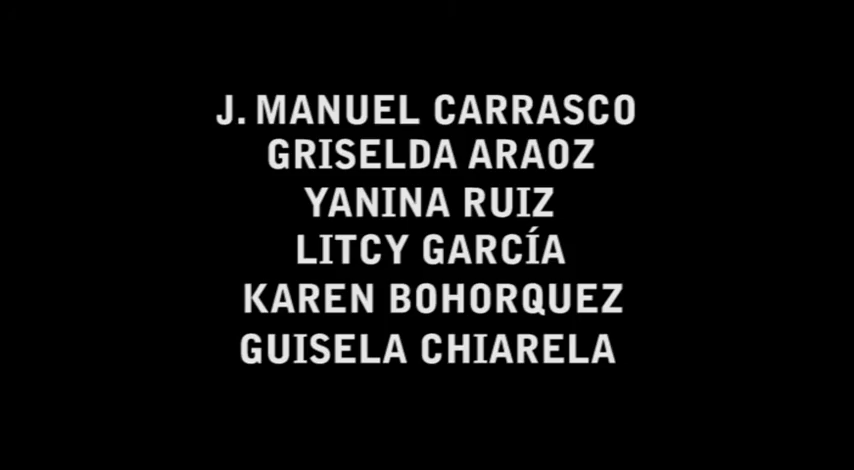 J. MANUEL CARRASCO
GRISELDA ARAOZ
YANINA RUIZ
LITCY GARCÍA
KAREN BOHORQUEZ
GUISELA CHIARELA